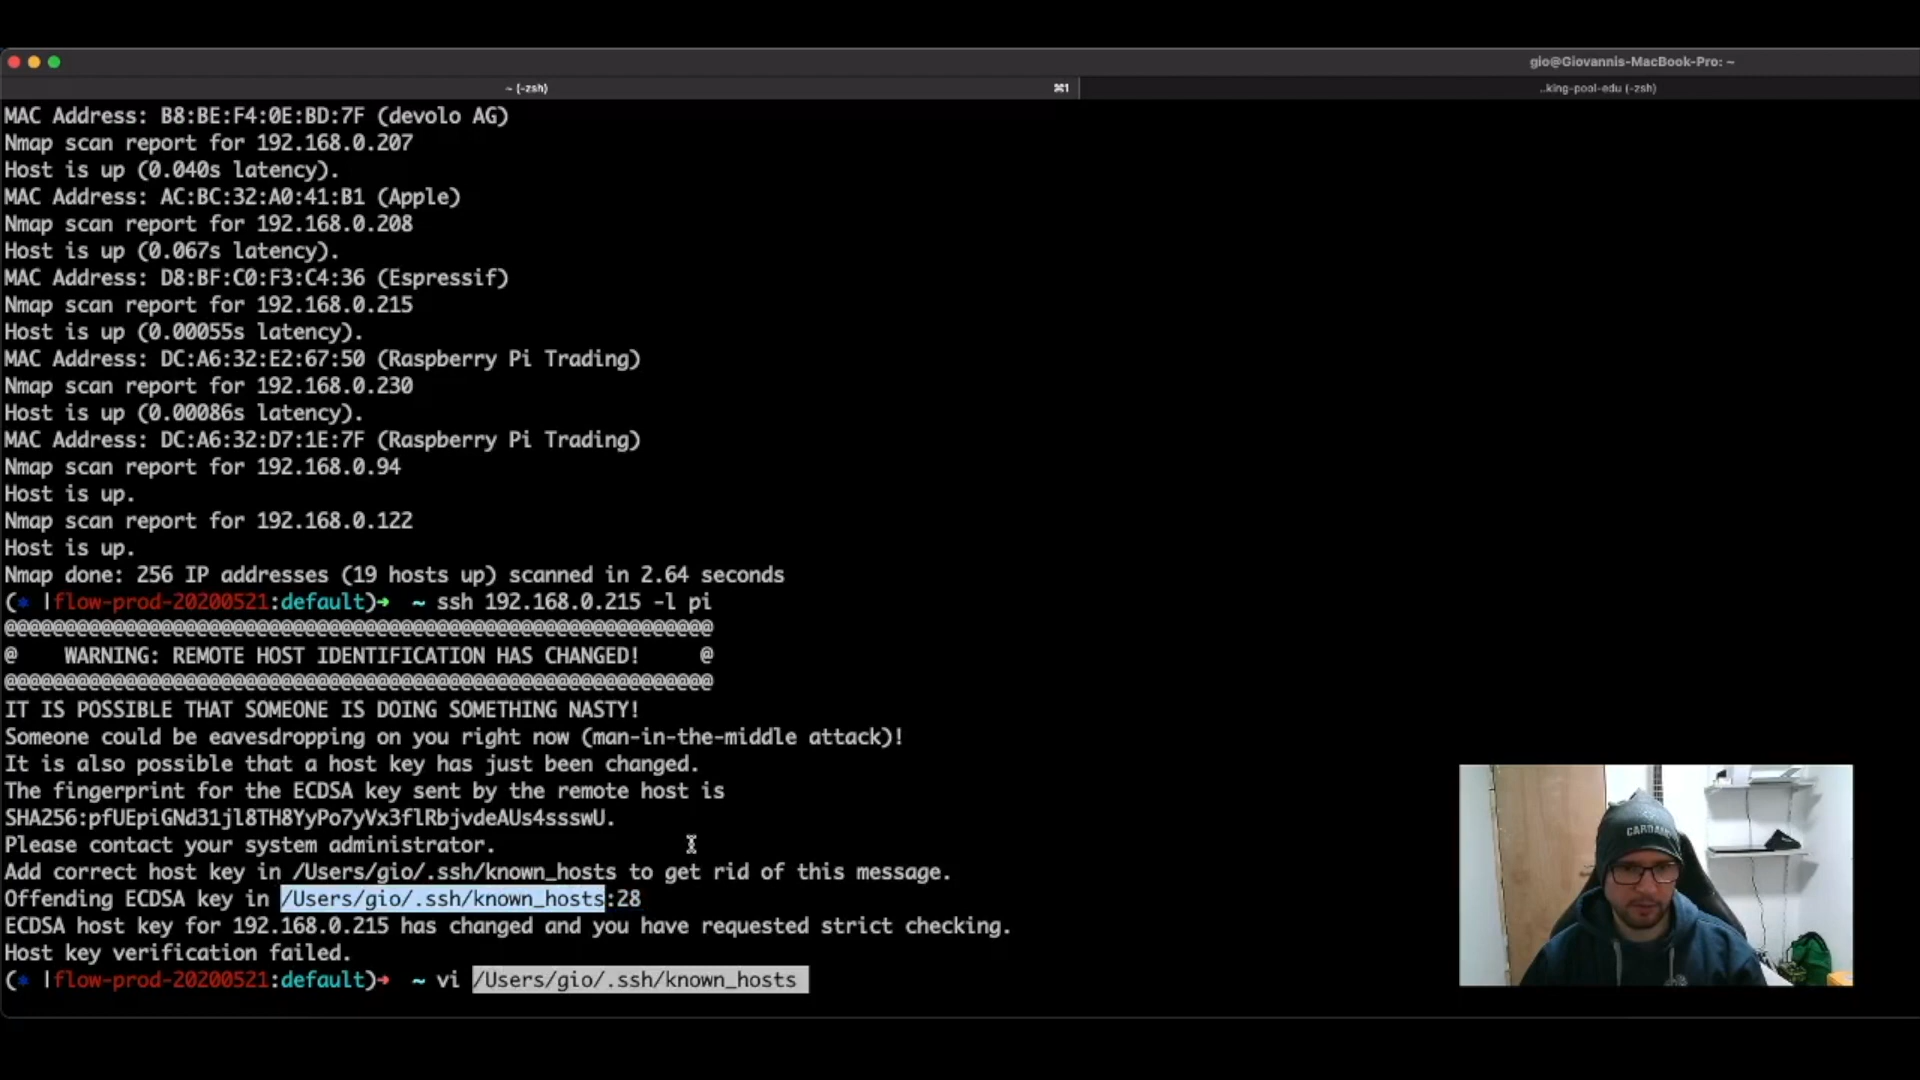 gio@Giovannis-MacBook-Pro: ~
~ (-zsh) ⌘1 ..king-pool-edu (-zsh)
MAC Address: B8:BE:F4:0E:BD:7F (devolo AG)
Nmap scan report for 192.168.0.207
Host is up (0.040s latency).
MAC Address: AC:BC:32:A0:41:B1 (Apple)
Nmap scan report for 192.168.0.208
Host is up (0.067s latency).
MAC Address: D8:BF:C0:F3:C4:36 (Espressif)
Nmap scan report for 192.168.0.215
Host is up (0.00055s latency).
MAC Address: DC:A6:32:E2:67:50 (Raspberry Pi Trading)
Nmap scan report for 192.168.0.230
Host is up (0.00086s latency).
MAC Address: DC:A6:32:D7:1E:7F (Raspberry Pi Trading)
Nmap scan report for 192.168.0.94
Host is up.
Nmap scan report for 192.168.0.122
Host is up.
Nmap done: 256 IP addresses (19 hosts up) scanned in 2.64 seconds
(* |flow-prod-20200521:default)➜ ~ ssh 192.168.0.215 -l pi
@@@@@@@@@@@@@@@@@@@@@@@@@@@@@@@@@@@@@@@@@@@@@@@@@@@@@@@@@@@
@    WARNING: REMOTE HOST IDENTIFICATION HAS CHANGED!     @
@@@@@@@@@@@@@@@@@@@@@@@@@@@@@@@@@@@@@@@@@@@@@@@@@@@@@@@@@@@
IT IS POSSIBLE THAT SOMEONE IS DOING SOMETHING NASTY!
Someone could be eavesdropping on you right now (man-in-the-middle attack)!
It is also possible that a host key has just been changed.
The fingerprint for the ECDSA key sent by the remote host is
SHA256:pfUEpiGNd31jl8TH8YyPo7yVx3flRbjvdeAUs4ssswU.
Please contact your system administrator.
Add correct host key in /Users/gio/.ssh/known_hosts to get rid of this message.
Offending ECDSA key in /Users/gio/.ssh/known_hosts:28
ECDSA host key for 192.168.0.215 has changed and you have requested strict checking.
Host key verification failed.
(* |flow-prod-20200521:default)➜ ~ vi /Users/gio/.ssh/known_hosts